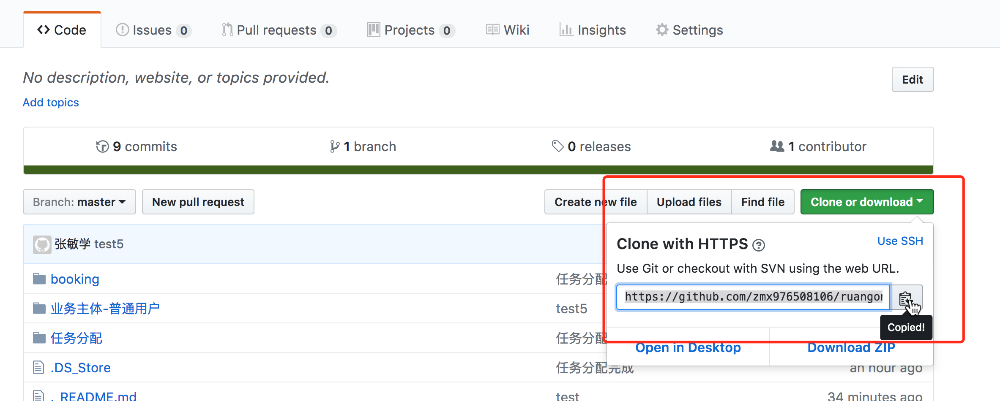 Code Issues 0 Pull requests 0 Projects 0 Wiki Insights Settings
No description, website, or topics provided.
Edit
Add topics
9 commits 1 branch 0 releases 1 contributor
Branch: master New pull request Create new file Upload files Find file Clone or download
张敏学 test5
Clone with HTTPS Use SSH
Use Git or checkout with SVN using the web URL.
https://github.com/zmx976508106/ruangon
Copied!
Open in Desktop Download ZIP
booking 任务分配
业务主体-普通用户 test5
任务分配 任务分配
.DS_Store 任务分配完成 an hour ago
._README.md test 34 minutes ago